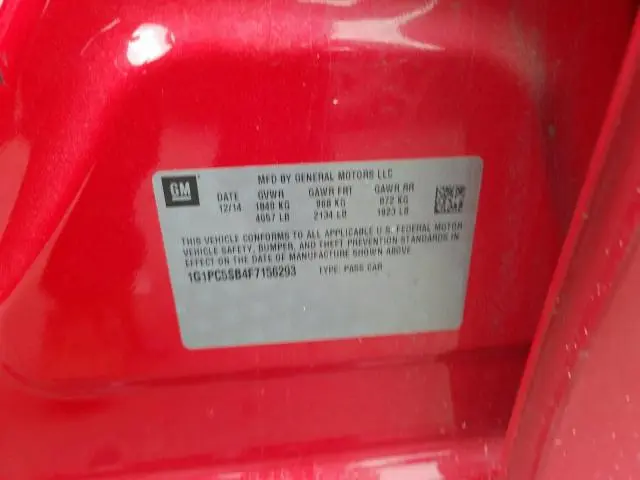 MFD BY GENERAL MOTORS LLC
GM
DATE GVWR GAWR FRT GAWR RR
12/14 1840 KG 968 KG 872 KG
4057 LB 2134 LB 1923 LB
THIS VEHICLE CONFORMS TO ALL APPLICABLE U.S. FEDERAL MOTOR
VEHICLE SAFETY, BUMPER, AND THEFT PREVENTION STANDARDS IN
EFFECT ON THE DATE OF MANUFACTURE SHOWN ABOVE.
1G1PC5SB4F7156293 TYPE: PASS CAR